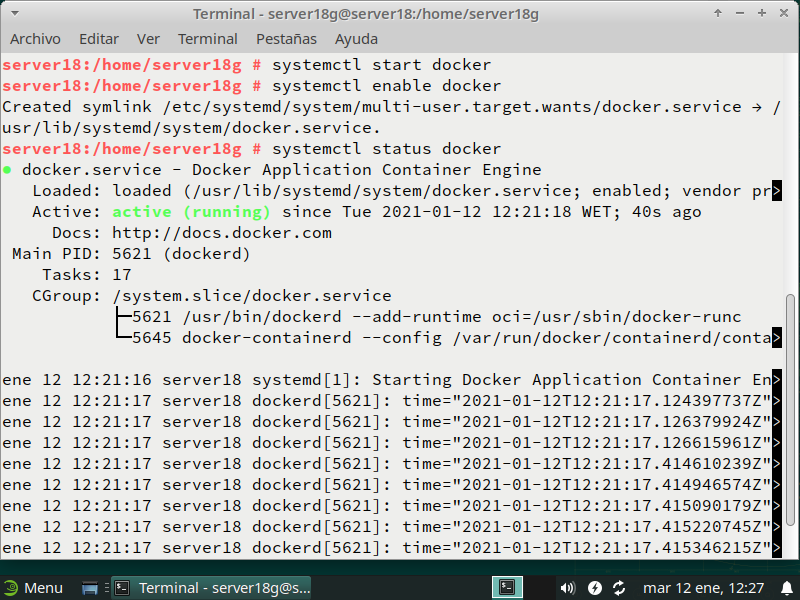 Terminal - server18g@server18:/home/server18g
Archivo Editar Ver Terminal Pestañas Ayuda
server18:/home/server18g # systemctl start docker
server18:/home/server18g # systemctl enable docker
Created symlink /etc/systemd/system/multi-user.target.wants/docker.service → /
usr/lib/systemd/system/docker.service.
server18:/home/server18g # systemctl status docker
● docker.service - Docker Application Container Engine
Loaded: loaded (/usr/lib/systemd/system/docker.service; enabled; vendor pr>
Active: active (running) since Tue 2021-01-12 12:21:18 WET; 40s ago
Docs: http://docs.docker.com
Main PID: 5621 (dockerd)
Tasks: 17
CGroup: /system.slice/docker.service
├─5621 /usr/bin/dockerd --add-runtime oci=/usr/sbin/docker-runc
└─5645 docker-containerd --config /var/run/docker/containerd/conta>
ene 12 12:21:16 server18 systemd[1]: Starting Docker Application Container En>
ene 12 12:21:17 server18 dockerd[5621]: time="2021-01-12T12:21:17.124397737Z">
ene 12 12:21:17 server18 dockerd[5621]: time="2021-01-12T12:21:17.126379924Z">
ene 12 12:21:17 server18 dockerd[5621]: time="2021-01-12T12:21:17.126615961Z">
ene 12 12:21:17 server18 dockerd[5621]: time="2021-01-12T12:21:17.414610239Z">
ene 12 12:21:17 server18 dockerd[5621]: time="2021-01-12T12:21:17.414946574Z">
ene 12 12:21:17 server18 dockerd[5621]: time="2021-01-12T12:21:17.415090179Z">
ene 12 12:21:17 server18 dockerd[5621]: time="2021-01-12T12:21:17.415220745Z">
ene 12 12:21:17 server18 dockerd[5621]: time="2021-01-12T12:21:17.415346215Z">
Menu Terminal - server18g@s... mar 12 ene, 12:27